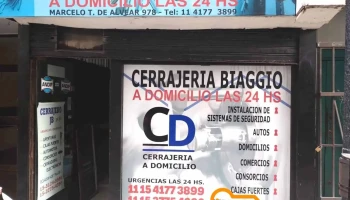 A DOMICILIO LAS 24 HS
MARCELO T. DE ALVEAR 978 - Tel: 11 4177 3899
CERRAJERIA BIAGGIO
A DOMICILIO LAS 24 HS
CD
CERRAJERIA
A DOMICILIO
INSTALACION DE
SISTEMAS DE SEGURIDAD
AUTOS
DOMICILIOS
COMERCIOS
CONSORCIOS
CAJAS FUERTES
URGENCIAS LAS 24 HS.
11 15 4177 3899
CERRAJERIA